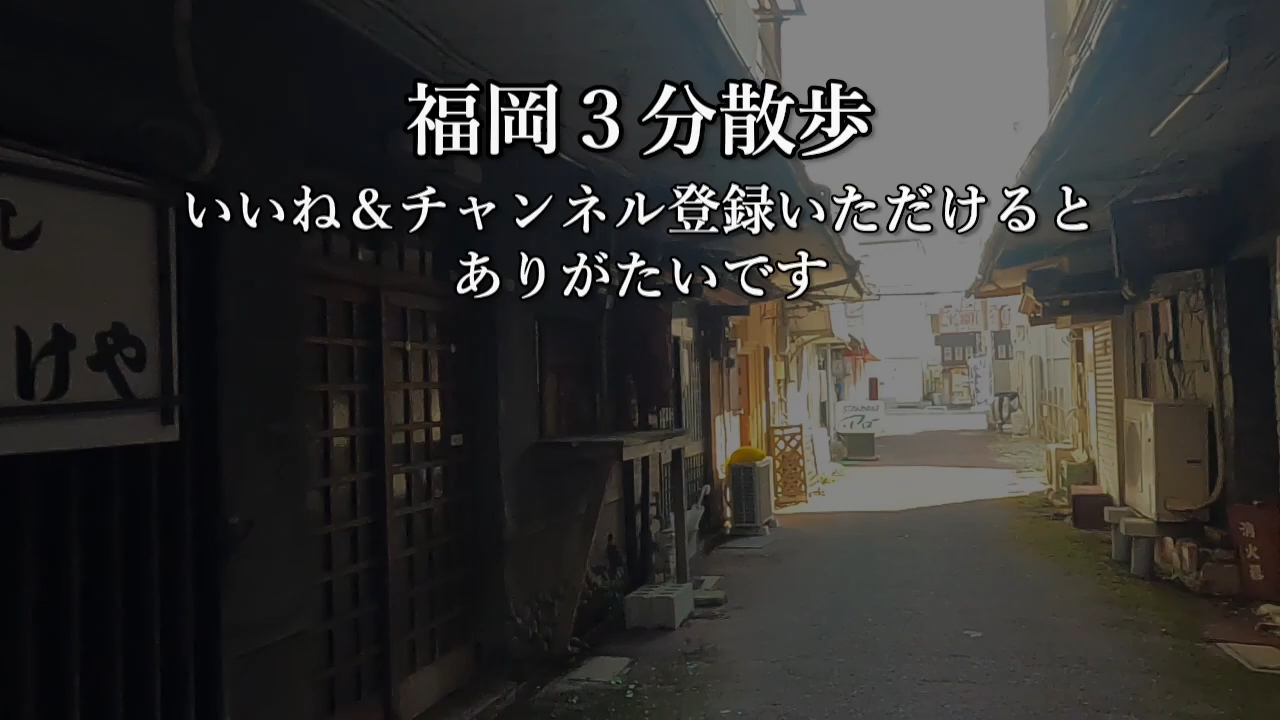 福岡３分散歩
いいね＆チャンネル登録いただけると
ありがたいです
けや
消火器